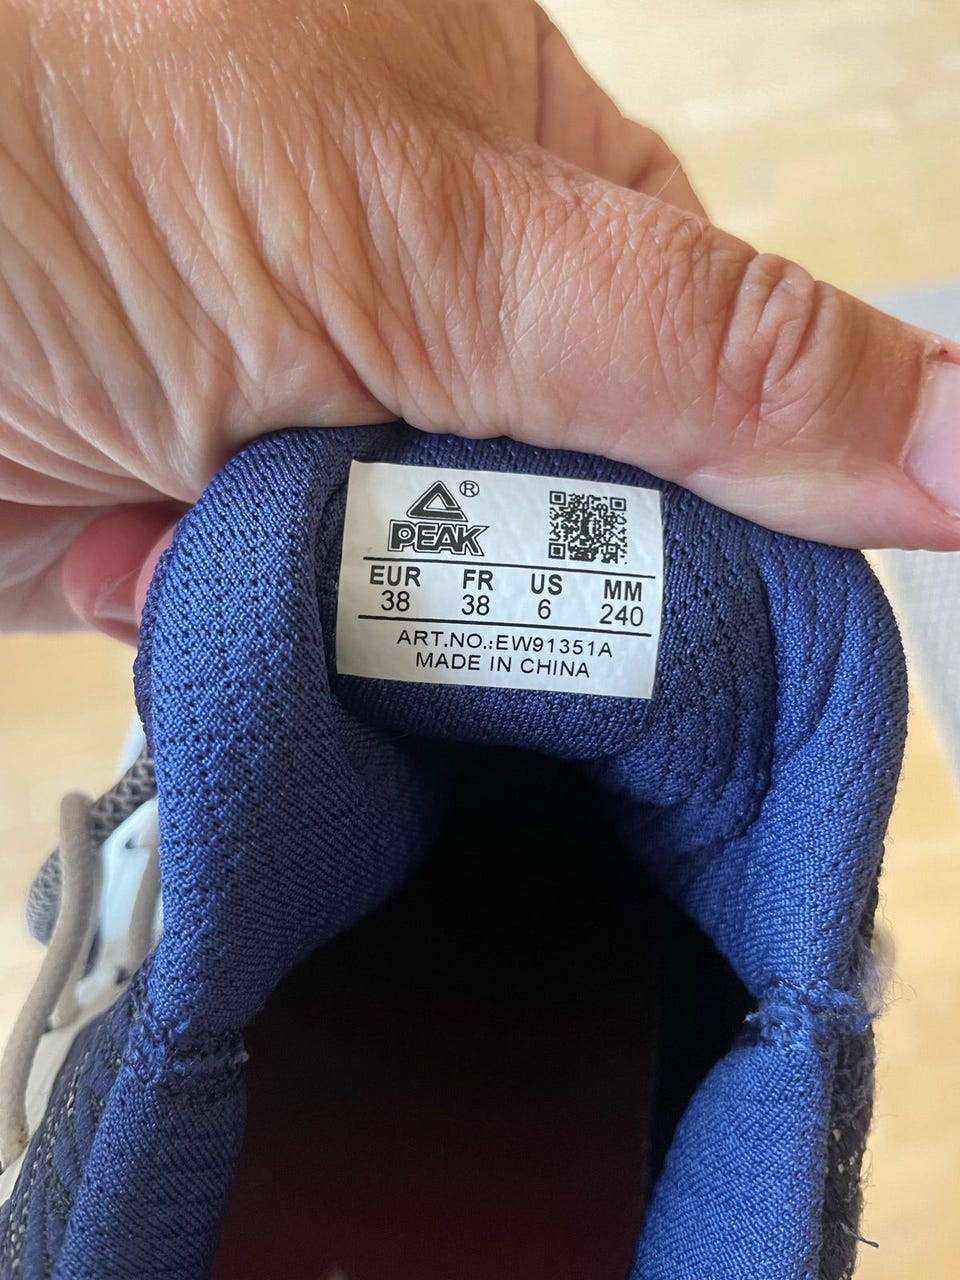 ®
PEAK
EUR FR US MM
38 38 6 240
ART.NO.:EW91351A
MADE IN CHINA